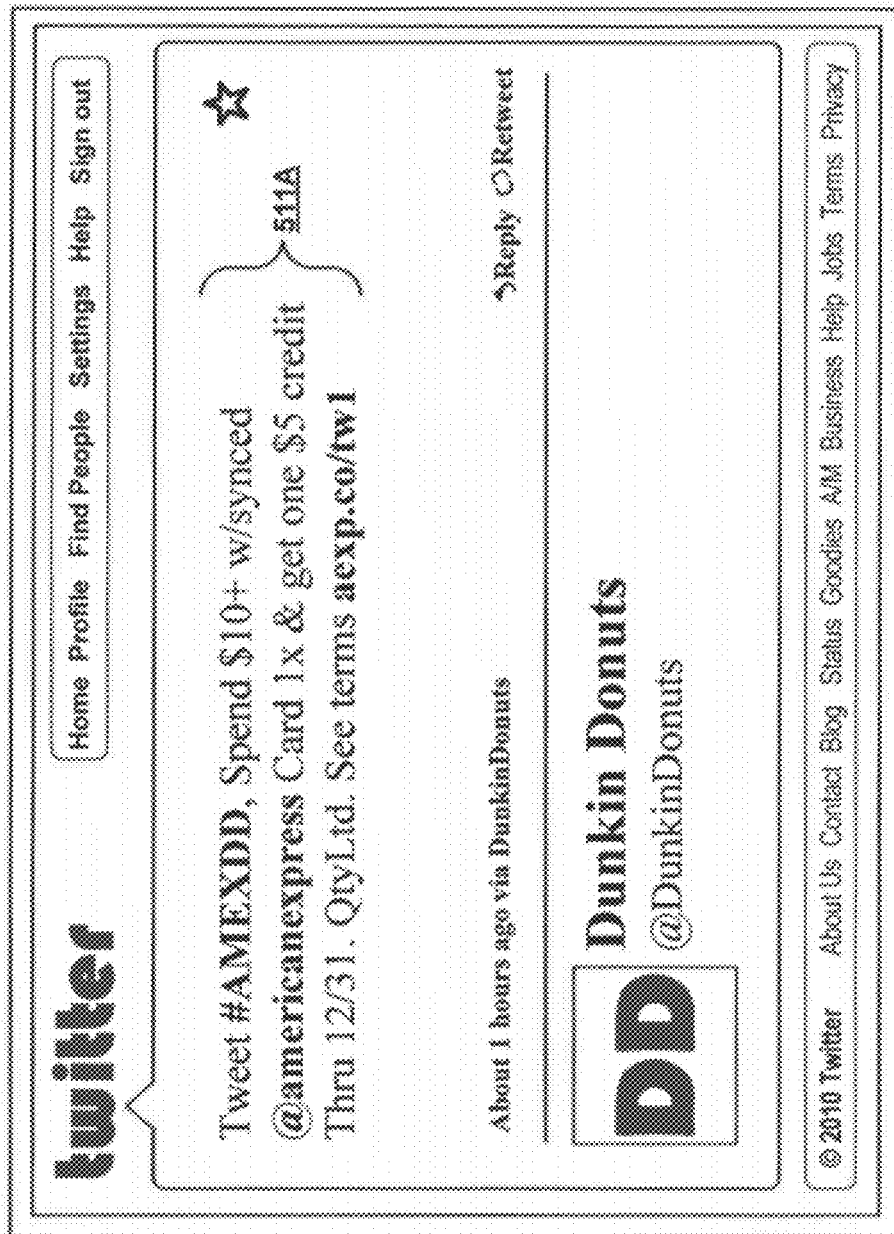 twitter
Home Profile Find People Settings Help Sign out
Tweet #AMEXDD, Spend $10+ w/synced
@americanexpress Card 1x & get one $5 credit
Thru 12/31. QtyLtd. See terms aexp.co/tw1
511A
About 1 hours ago via DunkinDonuts
Reply Retweet
DD
Dunkin Donuts
@DunkinDonuts
© 2010 Twitter About Us Contact Blog Status Goodies A/M Business Help Jobs Terms Privacy